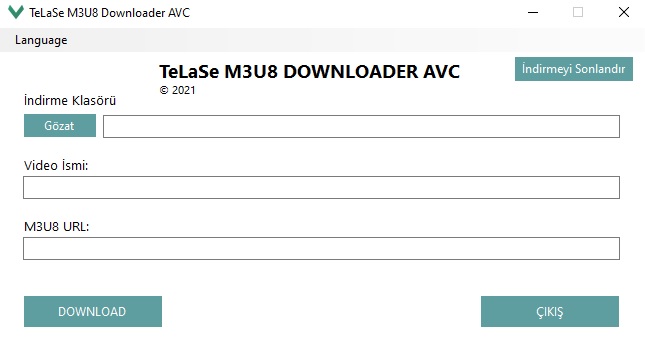 TeLaSe M3U8 Downloader AVC
Language
TeLaSe M3U8 DOWNLOADER AVC
İndirmeyi Sonlandır
© 2021
İndirme Klasörü
Gözat
Video İsmi:
M3U8 URL:
DOWNLOAD
ÇIKIŞ